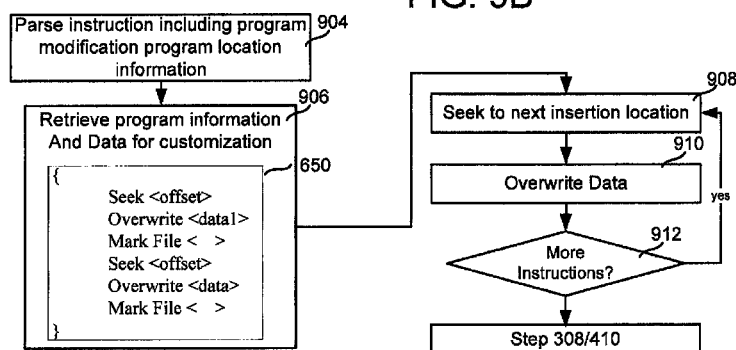 FIG. 9B
Parse instruction including program
modification program location
information
904
Retrieve program information
And Data for customization
906
650
{
Seek <offset>
Overwrite <data1>
Mark File < >
Seek <offset>
Overwrite <data>
Mark File < >
}
Seek to next insertion location
908
Overwrite Data
910
yes
More
Instructions?
912
Step 308/410